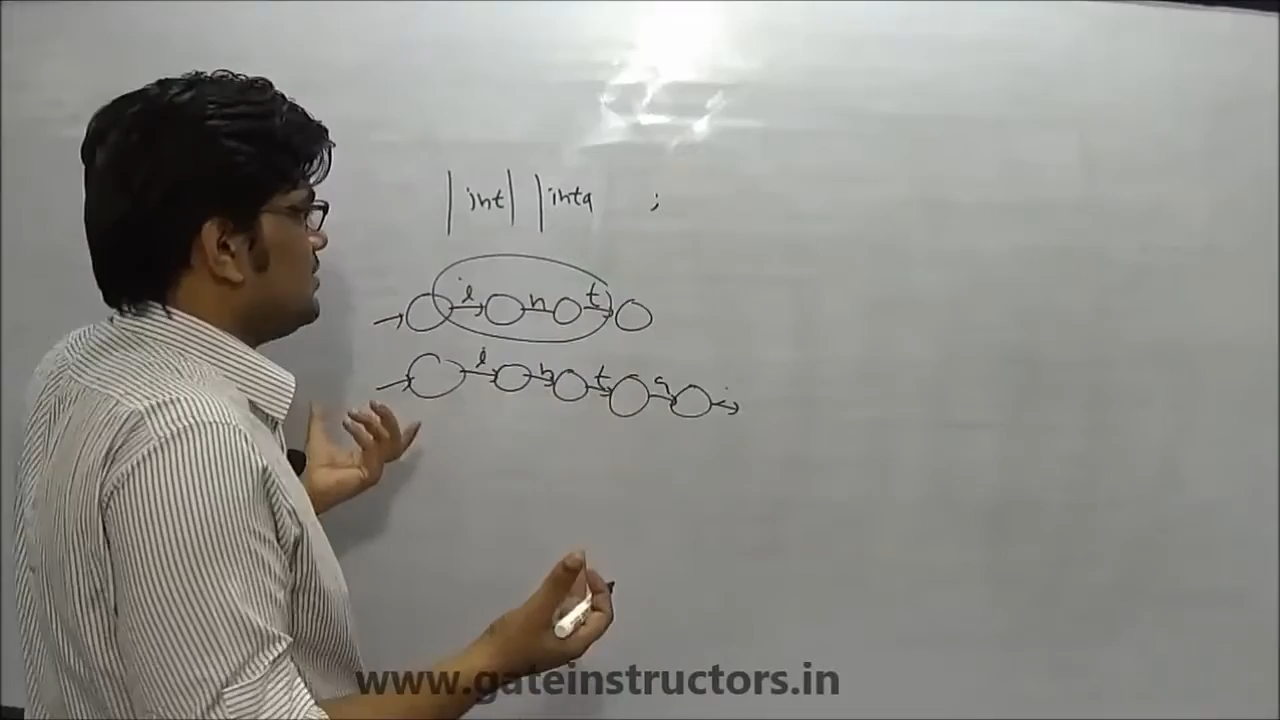 int inta ;
i n t
i n t a
www.gateinstructors.in